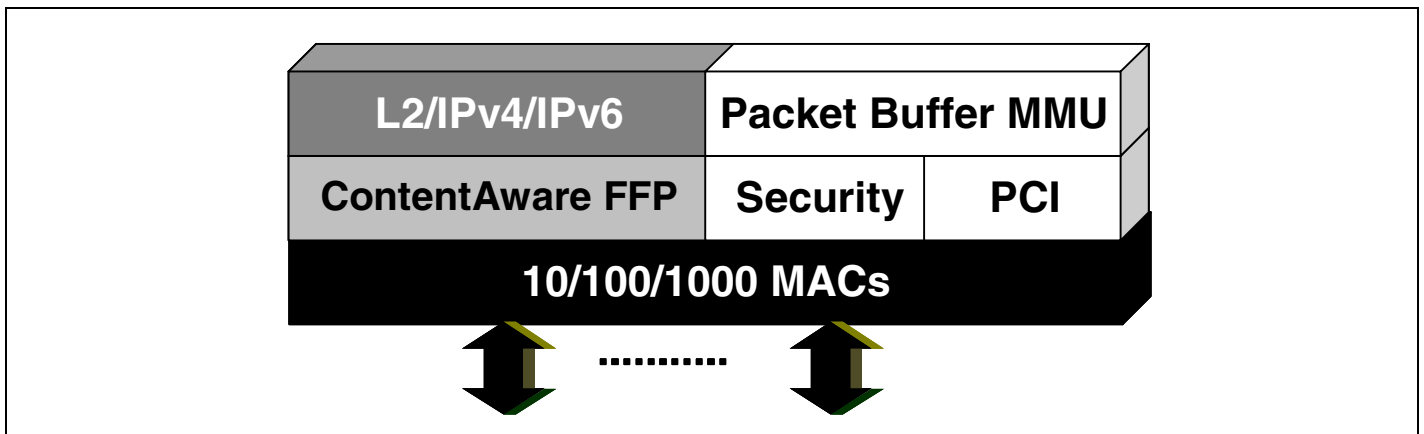 L2/IPv4/IPv6
Packet Buffer MMU
ContentAware FFP
Security
PCI
10/100/1000 MACs